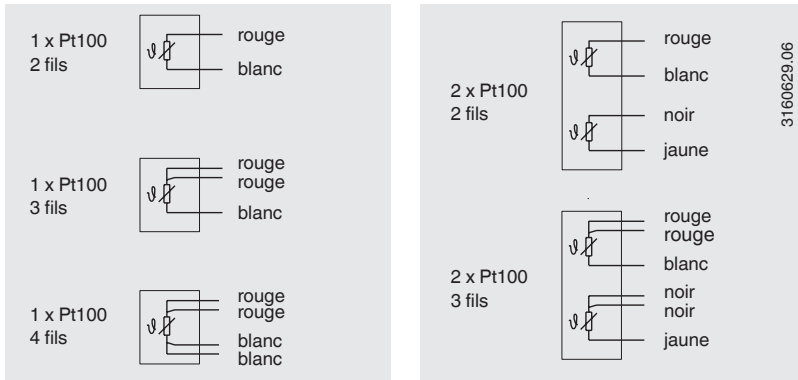 1 x Pt100
2 fils
rouge
blanc
1 x Pt100
3 fils
ϑ
rouge
rouge
blanc
1 x Pt100
4 fils
ϑ
rouge
rouge
blanc
blanc
2 x Pt100
2 fils
ϑ
rouge
blanc
ϑ
noir
jaune
2 x Pt100
3 fils
ϑ
rouge
rouge
blanc
ϑ
noir
noir
jaune
3160629.06